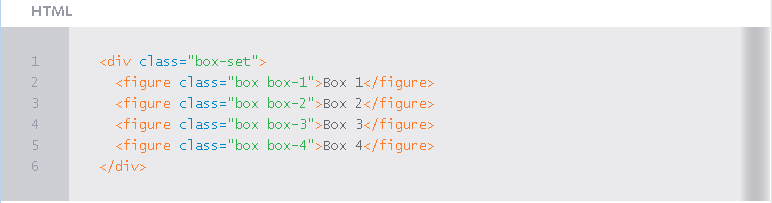 HTML
1 <div class="box-set">
2   <figure class="box box-1">Box 1</figure>
3   <figure class="box box-2">Box 2</figure>
4   <figure class="box box-3">Box 3</figure>
5   <figure class="box box-4">Box 4</figure>
6 </div>